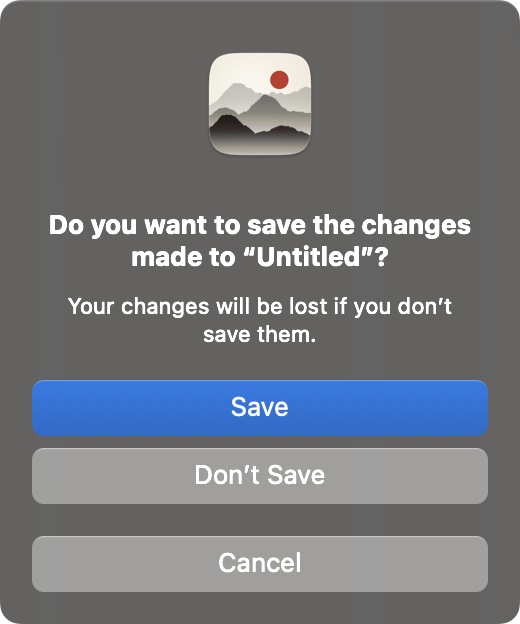 Do you want to save the changes
made to “Untitled”?
Your changes will be lost if you don’t
save them.
Save
Don’t Save
Cancel